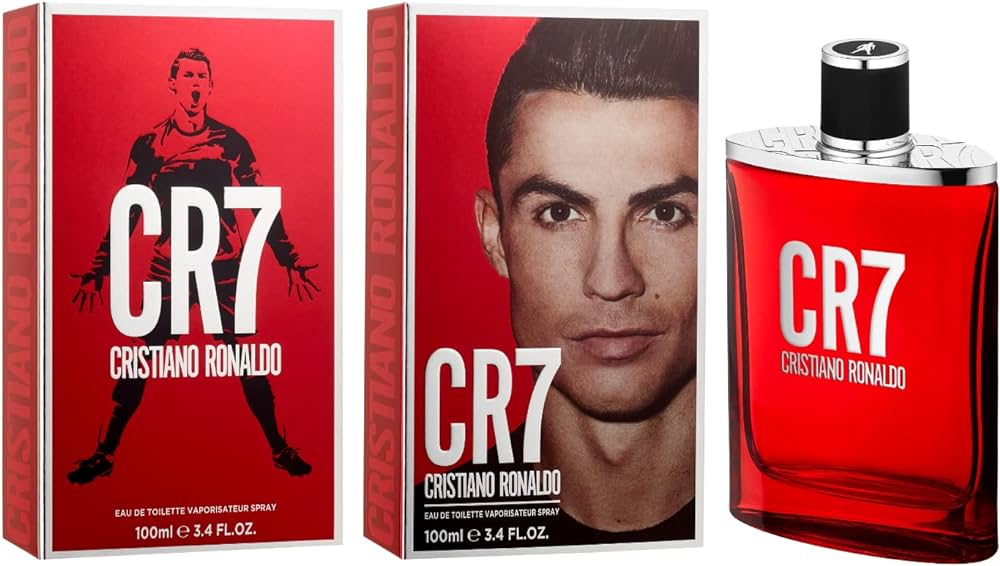 CRISTIANO RONALDO
CR7
CRISTIANO RONALDO
EAU DE TOILETTE VAPORISATEUR SPRAY
100ml ℮ 3.4 FL.OZ.
CRISTIANO RONALDO
CR7
CRISTIANO RONALDO
EAU DE TOILETTE VAPORISATEUR SPRAY
100ml ℮ 3.4 FL.OZ.
CR7
CRISTIANO RONALDO